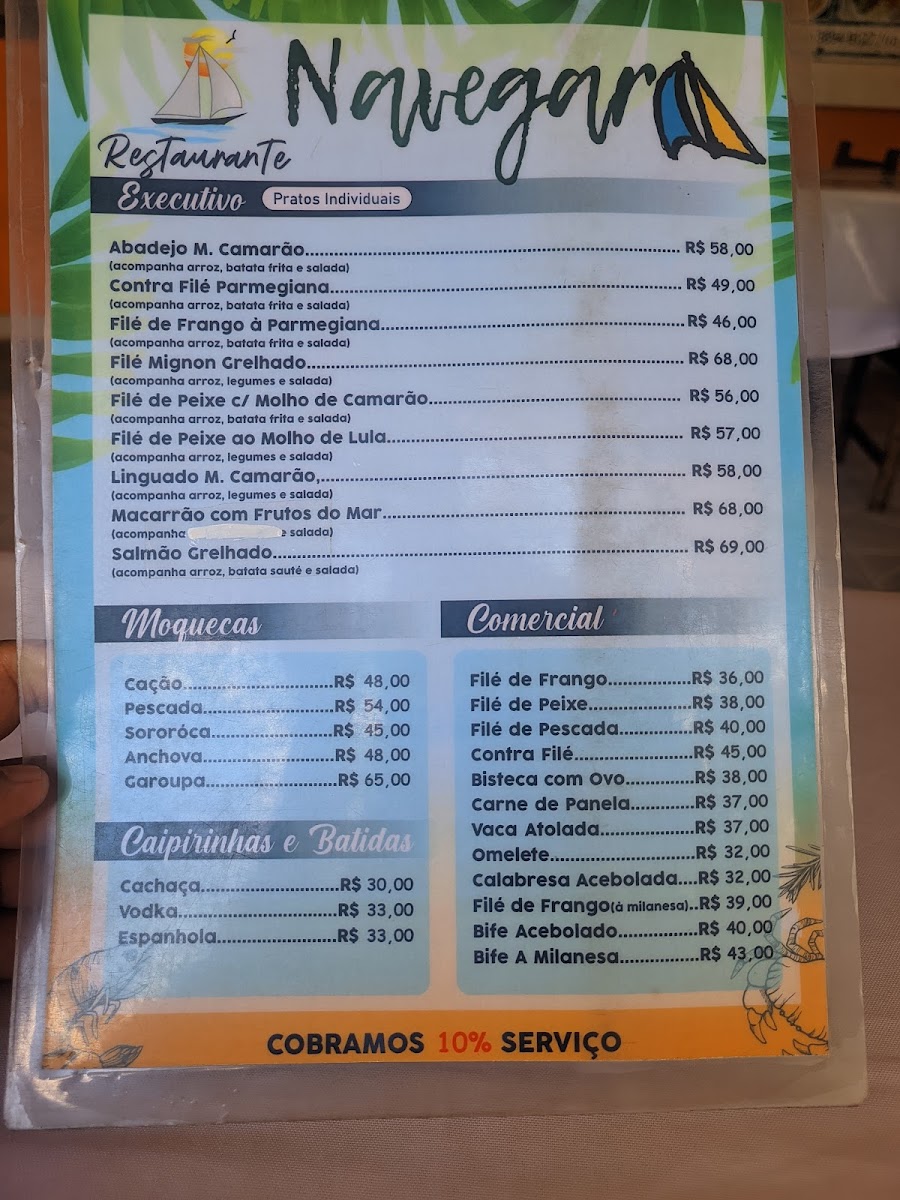 Navegar
Restaurante
Executivo Pratos Individuais
Abadejo M. Camarão.......... R$ 58,00
(acompanha arroz, batata frita e salada)
Contra Filé Parmegiana.......... R$ 49,00
(acompanha arroz, batata frita e salada)
Filé de Frango à Parmegiana.......... R$ 46,00
(acompanha arroz, batata frita e salada)
Filé Mignon Grelhado.......... R$ 68,00
(acompanha arroz, legumes e salada)
Filé de Peixe c/ Molho de Camarão.......... R$ 56,00
(acompanha arroz, batata frita e salada)
Filé de Peixe ao Molho de Lula.......... R$ 57,00
(acompanha arroz, legumes e salada)
Linguado M. Camarão,.......... R$ 58,00
(acompanha arroz, legumes e salada)
Macarrão com Frutos do Mar.......... R$ 68,00
(acompanha e salada)
Salmão Grelhado.......... R$ 69,00
(acompanha arroz, batata sauté e salada)
Moquecas
Cação..........R$ 48,00
Pescada..........R$ 54,00
Sororóca..........R$ 45,00
Anchova..........R$ 48,00
Garoupa..........R$ 65,00
Caipirinhas e Batidas
Cachaça..........R$ 30,00
Vodka..........R$ 33,00
Espanhola..........R$ 33,00
Comercial
Filé de Frango..........R$ 36,00
Filé de Peixe..........R$ 38,00
Filé de Pescada..........R$ 40,00
Contra Filé..........R$ 45,00
Bisteca com Ovo..........R$ 38,00
Carne de Panela..........R$ 37,00
Vaca Atolada..........R$ 37,00
Omelete..........R$ 32,00
Calabresa Acebolada....R$ 32,00
Filé de Frango(à milanesa)..R$ 39,00
Bife Acebolado..........R$ 40,00
Bife A Milanesa..........R$ 43,00
COBRAMOS 10% SERVIÇO